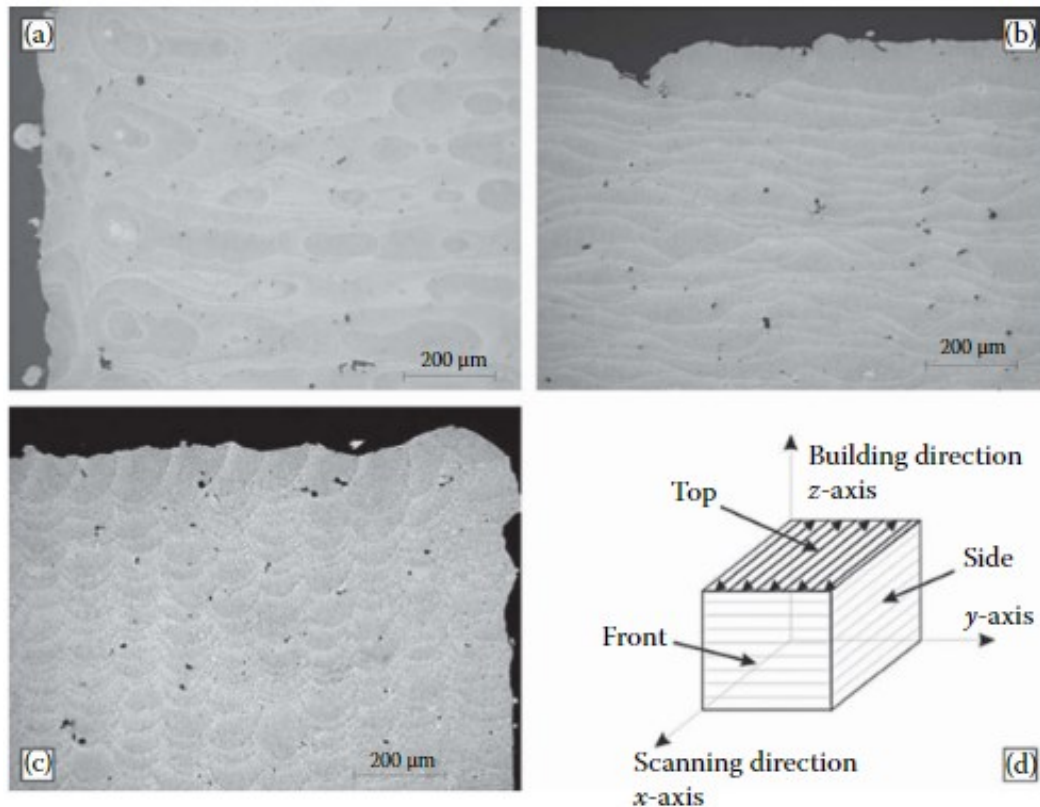 (a)
200 µm
(b)
200 µm
(c)
200 µm
Building direction
z-axis
Top
Side
y-axis
Front
Scanning direction
x-axis
(d)